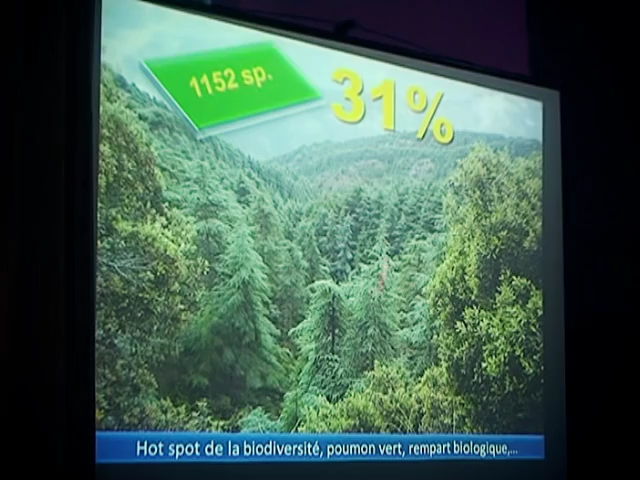 1152 sp.
31%
Hot spot de la biodiversité, poumon vert, rempart biologique,...